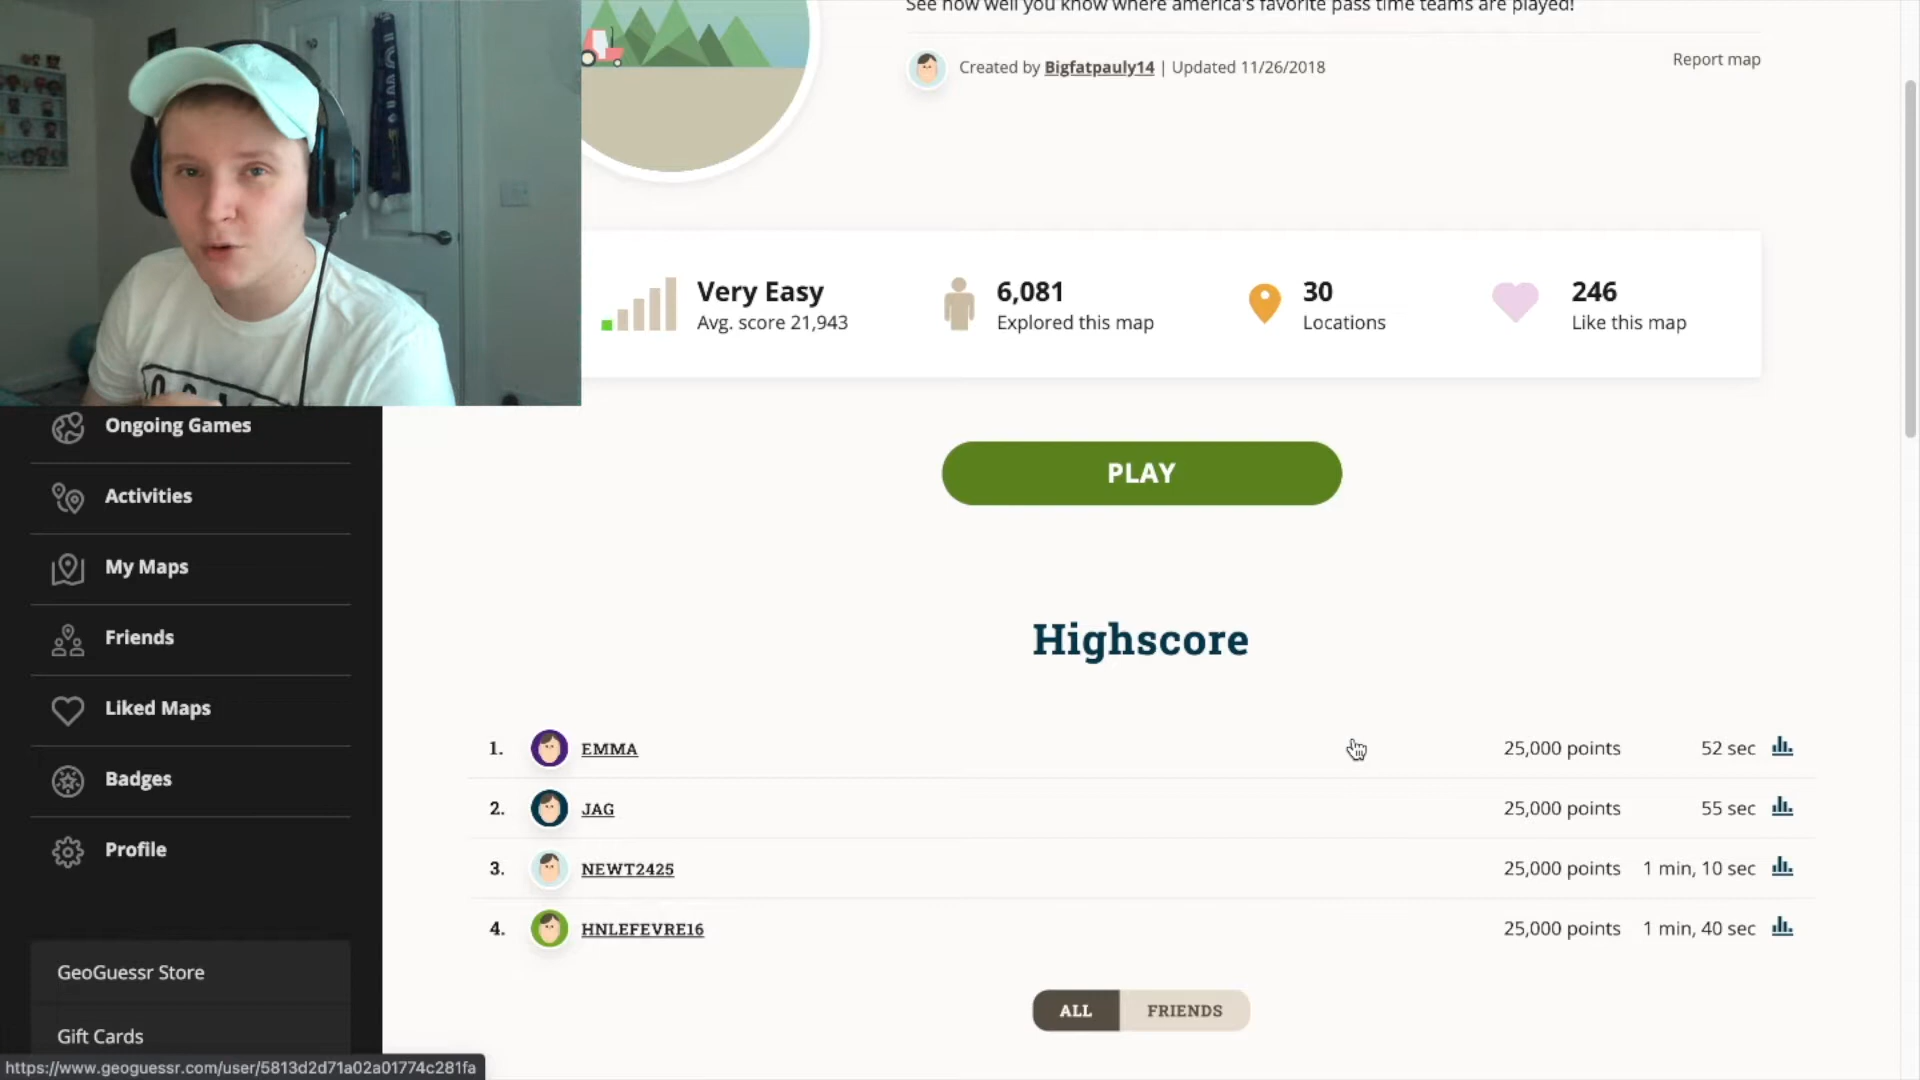 See how well you know where america's favorite pass time teams are played!
Created by Bigfatpauly14 | Updated 11/26/2018
Report map
Very Easy
Avg. score 21,943
6,081
Explored this map
30
Locations
246
Like this map
PLAY
Ongoing Games
Activities
My Maps
Friends
Liked Maps
Badges
Profile
GeoGuessr Store
Gift Cards
Highscore
1. EMMA 25,000 points 52 sec
2. JAG 25,000 points 55 sec
3. NEWT2425 25,000 points 1 min, 10 sec
4. HNLEFEVRE16 25,000 points 1 min, 40 sec
ALL FRIENDS
https://www.geoguessr.com/user/5813d2d71a02a01774c281fa